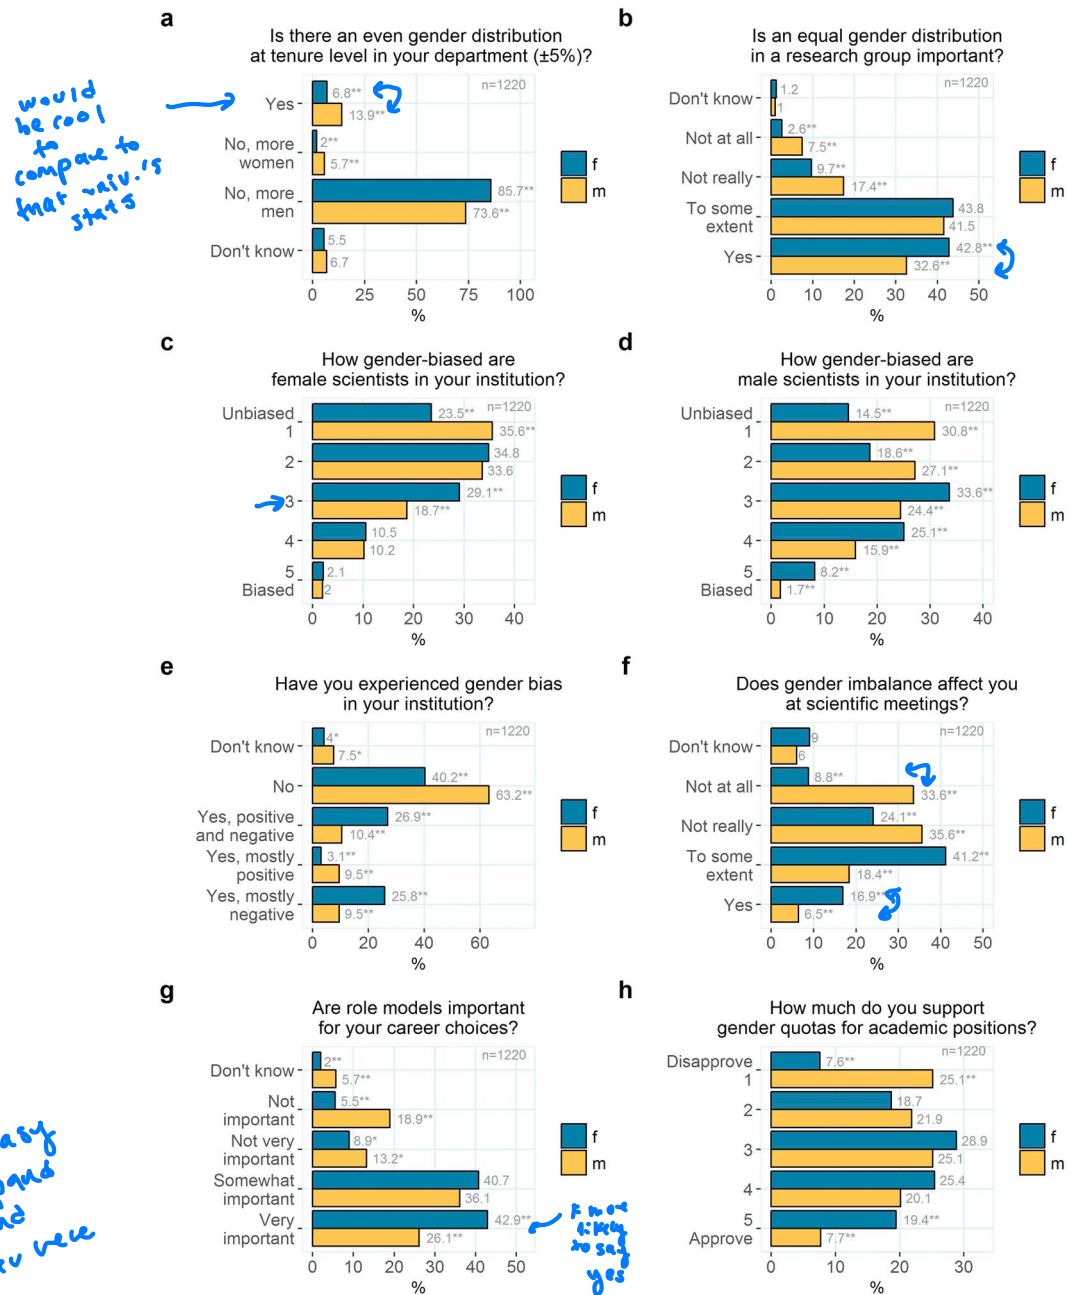 a
Is there an even gender distribution
at tenure level in your department (±5%)?
n=1220
Yes
6.8**
13.9**
No, more
women
2**
5.7**
No, more
men
85.7**
73.6**
Don't know
5.5
6.7
0 25 50 75 100
%
f
m
would
be cool
to
compare to
that univ.'s
stats
b
Is an equal gender distribution
in a research group important?
n=1220
Don't know
1.2
1
Not at all
2.6**
7.5**
Not really
9.7**
17.4**
To some
extent
43.8
41.5
Yes
42.8**
32.6**
0 10 20 30 40 50
%
f
m
c
How gender-biased are
female scientists in your institution?
n=1220
Unbiased
1
23.5**
35.6**
2
34.8
33.6
3
29.1**
18.7**
4
10.5
10.2
5
Biased
2.1
2
0 10 20 30 40
%
f
m
d
How gender-biased are
male scientists in your institution?
n=1220
Unbiased
1
14.5**
30.8**
2
18.6**
27.1**
3
33.6**
24.4**
4
25.1**
15.9**
5
Biased
8.2**
1.7**
0 10 20 30 40
%
f
m
e
Have you experienced gender bias
in your institution?
n=1220
Don't know
4*
7.5*
No
40.2**
63.2**
Yes, positive
and negative
26.9**
10.4**
Yes, mostly
positive
3.1**
9.5**
Yes, mostly
negative
25.8**
9.5**
0 20 40 60
%
f
m
f
Does gender imbalance affect you
at scientific meetings?
n=1220
Don't know
9
6
Not at all
8.8**
33.6**
Not really
24.1**
35.6**
To some
extent
41.2**
18.4**
Yes
16.9**
6.5**
0 10 20 30 40 50
%
f
m
g
Are role models important
for your career choices?
n=1220
Don't know
2**
5.7**
Not
important
5.5**
18.9**
Not very
important
8.9*
13.2*
Somewhat
important
40.7
36.1
Very
important
42.9**
26.1**
0 10 20 30 40 50
%
f
m
F more
likely
to say
yes
h
How much do you support
gender quotas for academic positions?
n=1220
Disapprove
1
7.6**
25.1**
2
18.7
21.9
3
28.9
25.1
4
25.4
20.1
5
Approve
19.4**
7.7**
0 10 20 30
%
f
m